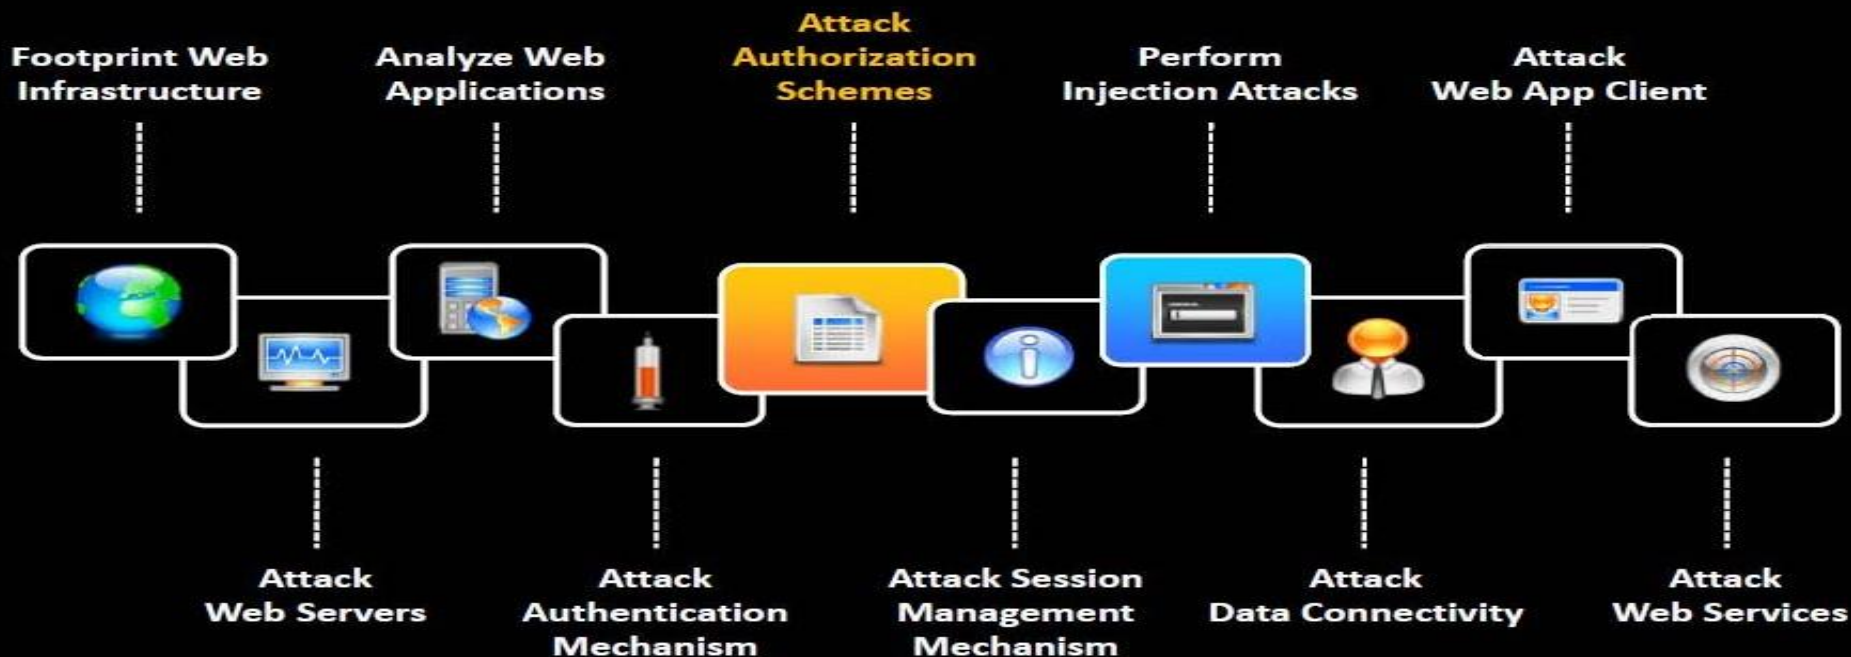 Footprint Web
Infrastructure
Analyze Web
Applications
Attack
Authorization
Schemes
Perform
Injection Attacks
Attack
Web App Client
Attack
Web Servers
Attack
Authentication
Mechanism
Attack Session
Management
Mechanism
Attack
Data Connectivity
Attack
Web Services